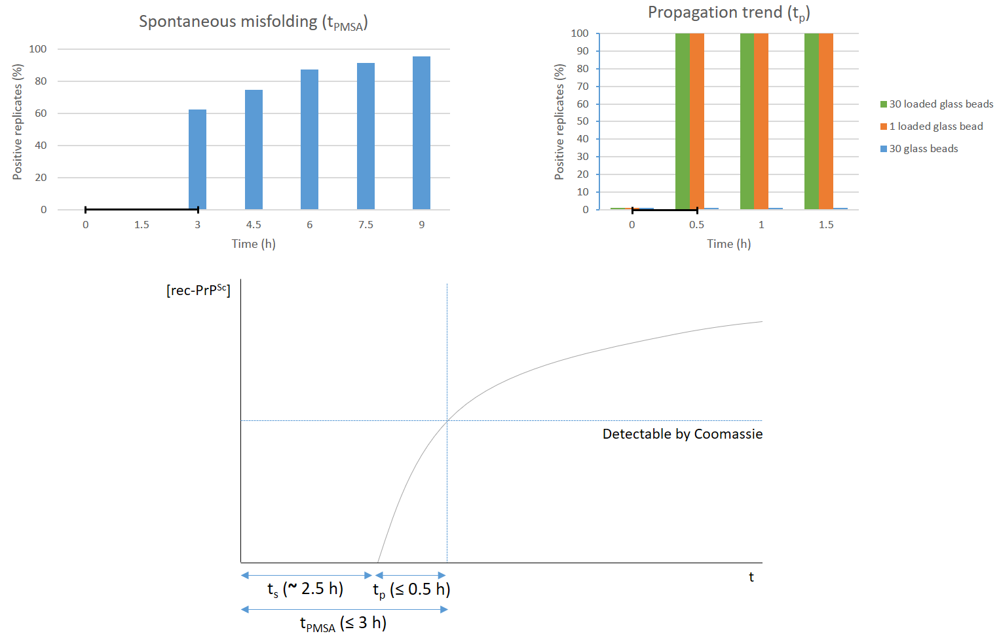 Spontaneous misfolding (tPMSA)
Positive replicates (%)
100
80
60
40
20
0
0 1.5 3 4.5 6 7.5 9
Time (h)
Propagation trend (tp)
Positive replicates (%)
100
90
80
70
60
50
40
30
20
10
0
0 0.5 1 1.5
Time (h)
30 loaded glass beads
1 loaded glass bead
30 glass beads
[rec-PrPSc]
Detectable by Coomassie
t
ts (~ 2.5 h)
tp (≤ 0.5 h)
tPMSA (≤ 3 h)